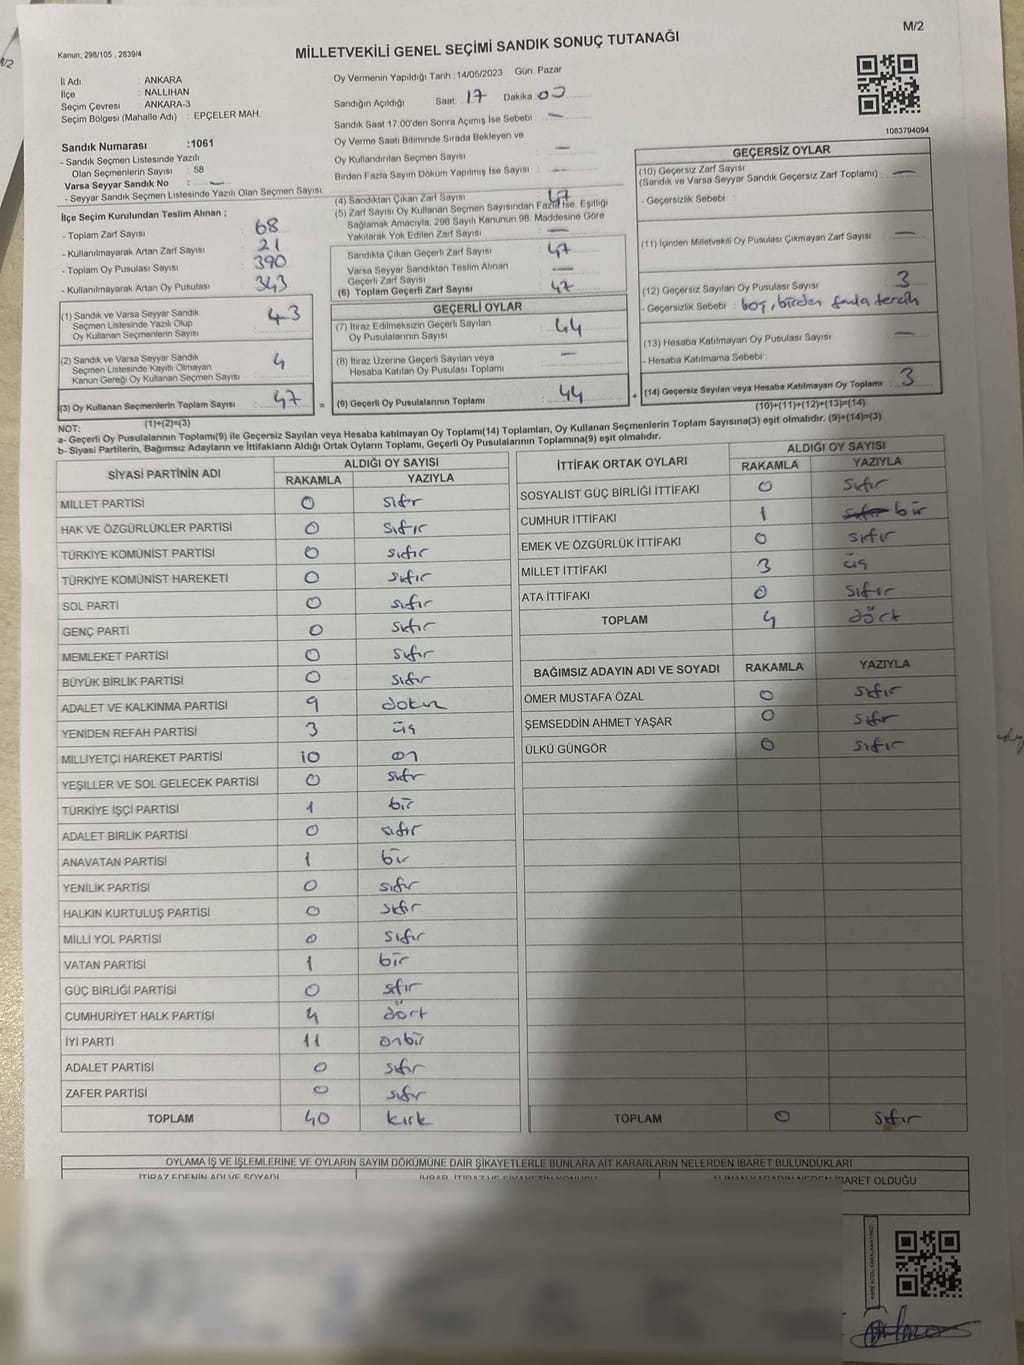 M/2
Kanun; 298/105 , 2839/4
MİLLETVEKİLİ GENEL SEÇİMİ SANDIK SONUÇ TUTANAĞI
İl Adı : ANKARA
İlçe : NALLIHAN
Seçim Çevresi : ANKARA-3
Seçim Bölgesi (Mahalle Adı) : EPÇELER MAH.
Sandık Numarası :1061
- Sandık Seçmen Listesinde Yazılı
Olan Seçmenlerin Sayısı : 58
Varsa Seyyar Sandık No : —
- Seyyar Sandık Seçmen Listesinde Yazılı Olan Seçmen Sayısı:
İlçe Seçim Kurulundan Teslim Alınan ;
- Toplam Zarf Sayısı 68
- Kullanılmayarak Artan Zarf Sayısı 21
- Toplam Oy Pusulası Sayısı 390
- Kullanılmayarak Artan Oy Pusulası 343
(1) Sandık ve Varsa Seyyar Sandık
Seçmen Listesinde Yazılı Olup
Oy Kullanan Seçmenlerin Sayısı : 43
(2) Sandık ve Varsa Seyyar Sandık
Seçmen Listesinde Kayıtlı Olmayan
Kanun Gereği Oy Kullanan Seçmen Sayısı : 4
(3) Oy Kullanan Seçmenlerin Toplam Sayısı : 47 =
(1)+(2)=(3)
Oy Vermenin Yapıldığı Tarih :14/05/2023 Gün: Pazar
Sandığın Açıldığı Saat: 17 Dakika 00
Sandık Saat 17:00'den Sonra Açımış İse Sebebi : —
Oy Verme Saati Bitiminde Sırada Bekleyen ve
Oy Kullandırılan Seçmen Sayısı : —
Birden Fazla Sayım Döküm Yapılmış İse Sayısı : —
(4) Sandıktan Çıkan Zarf Sayısı : 47
(5) Zarf Sayısı Oy Kullanan Seçmen Sayısından Fazla İse, Eşitliği
Sağlamak Amacıyla; 298 Sayılı Kanunun 98. Maddesine Göre
Yakılarak Yok Edilen Zarf Sayısı : —
Sandıkta Çıkan Geçerli Zarf Sayısı : 47
Varsa Seyyar Sandıktan Teslim Alınan
Geçerli Zarf Sayısı : —
(6) Toplam Geçerli Zarf Sayısı : 47
GEÇERLİ OYLAR
(7) İtiraz Edilmeksizin Geçerli Sayılan
Oy Pusulalarının Sayısı : 44
(8) İtiraz Üzerine Geçerli Sayılan veya
Hesaba Katılan Oy Pusulası Toplamı : —
(9) Geçerli Oy Pusulalarının Toplamı : 44 +
1083794094
GEÇERSİZ OYLAR
(10) Geçersiz Zarf Sayısı
(Sandık ve Varsa Seyyar Sandık Geçersiz Zarf Toplamı) : —
- Geçersizlik Sebebi :
(11) İçinden Milletvekili Oy Pusulası Çıkmayan Zarf Sayısı : —
(12) Geçersiz Sayılan Oy Pusulası Sayısı : 3
- Geçersizlik Sebebi : boş, birden fazla tercih
(13) Hesaba Katılmayan Oy Pusulası Sayısı : —
- Hesaba Katılmama Sebebi :
(14) Geçersiz Sayılan veya Hesaba Katılmayan Oy Toplamı : 3
(10)+(11)+(12)+(13)=(14)
NOT:
a- Geçerli Oy Pusulalarının Toplamı(9) ile Geçersiz Sayılan veya Hesaba katılmayan Oy Toplamı(14) Toplamları, Oy Kullanan Seçmenlerin Toplam Sayısına(3) eşit olmalıdır. (9)+(14)=(3)
b- Siyasi Partilerin, Bağımsız Adayların ve İttifakların Aldığı Ortak Oyların Toplamı, Geçerli Oy Pusulalarının Toplamına(9) eşit olmalıdır.
SİYASİ PARTİNİN ADI ALDIĞI OY SAYISI
RAKAMLA YAZIYLA
MİLLET PARTİSİ 0 sıfır
HAK VE ÖZGÜRLÜKLER PARTİSİ 0 sıfır
TÜRKİYE KOMÜNİST PARTİSİ 0 sıfır
TÜRKİYE KOMÜNİST HAREKETİ 0 sıfır
SOL PARTİ 0 sıfır
GENÇ PARTİ 0 sıfır
MEMLEKET PARTİSİ 0 sıfır
BÜYÜK BİRLİK PARTİSİ 0 sıfır
ADALET VE KALKINMA PARTİSİ 9 dokuz
YENİDEN REFAH PARTİSİ 3 üç
MİLLİYETÇİ HAREKET PARTİSİ 10 on
YEŞİLLER VE SOL GELECEK PARTİSİ 0 sıfır
TÜRKİYE İŞÇİ PARTİSİ 1 bir
ADALET BİRLİK PARTİSİ 0 sıfır
ANAVATAN PARTİSİ 1 bir
YENİLİK PARTİSİ 0 sıfır
HALKIN KURTULUŞ PARTİSİ 0 sıfır
MİLLİ YOL PARTİSİ 0 sıfır
VATAN PARTİSİ 1 bir
GÜÇ BİRLİĞİ PARTİSİ 0 sıfır
CUMHURİYET HALK PARTİSİ 4 dört
İYİ PARTİ 11 onbir
ADALET PARTİSİ 0 sıfır
ZAFER PARTİSİ 0 sıfır
TOPLAM 40 kırk
İTTİFAK ORTAK OYLARI ALDIĞI OY SAYISI
RAKAMLA YAZIYLA
SOSYALİST GÜÇ BİRLİĞİ İTTİFAKI 0 sıfır
CUMHUR İTTİFAKI 1 sıfır bir
EMEK VE ÖZGÜRLÜK İTTİFAKI 0 sıfır
MİLLET İTTİFAKI 3 üç
ATA İTTİFAKI 0 sıfır
TOPLAM 4 dört
BAĞIMSIZ ADAYIN ADI VE SOYADI RAKAMLA YAZIYLA
ÖMER MUSTAFA ÖZAL 0 sıfır
ŞEMSEDDİN AHMET YAŞAR 0 sıfır
ÜLKÜ GÜNGÖR 0 sıfır
TOPLAM 0 sıfır
OYLAMA İŞ VE İŞLEMLERİNE VE OYLARIN SAYIM DÖKÜMÜNE DAİR ŞİKAYETLERLE BUNLARA AİT KARARLARIN NELERDEN İBARET BULUNDUKLARI
İTİRAZ EDENİN ADI VE SOYADI
İBARET OLDUĞU